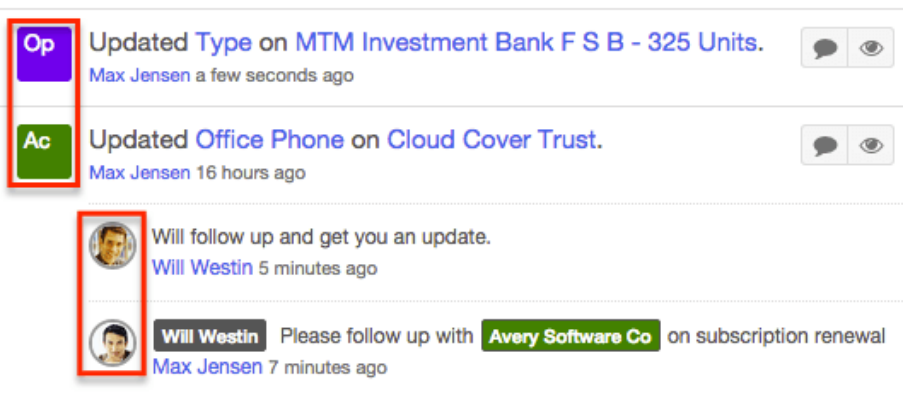 Op
Updated Type on MTM Investment Bank F S B - 325 Units.
Max Jensen a few seconds ago
Ac
Updated Office Phone on Cloud Cover Trust.
Max Jensen 16 hours ago
Will follow up and get you an update.
Will Westin 5 minutes ago
Will Westin Please follow up with Avery Software Co on subscription renewal
Max Jensen 7 minutes ago